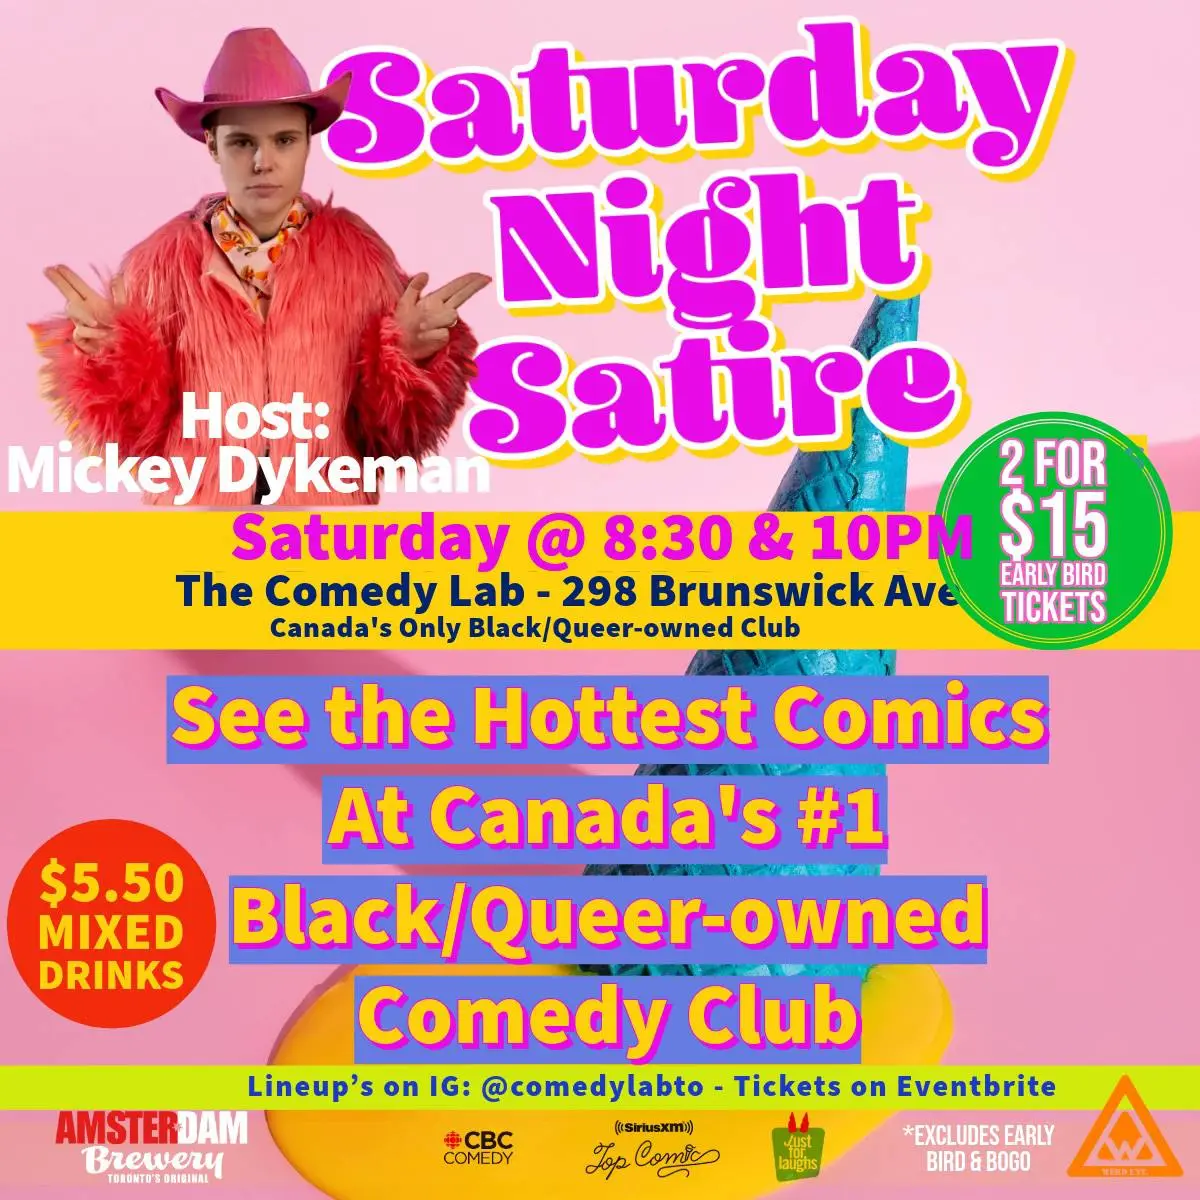 Saturday
Night
Satire
Host:
Mickey Dykeman
2 FOR
$15
EARLY BIRD
TICKETS
Saturday @ 8:30 & 10PM
The Comedy Lab - 298 Brunswick Ave
Canada's Only Black/Queer-owned Club
See the Hottest Comics
At Canada's #1
Black/Queer-owned
Comedy Club
$5.50
MIXED
DRINKS
Lineup’s on IG: @comedylabto - Tickets on Eventbrite
AMSTERDAM
Brewery
TORONTO'S ORIGINAL
CBC
COMEDY
((SiriusXM))
Top Comic
Just
for
laughs
*EXCLUDES EARLY
BIRD & BOGO
W